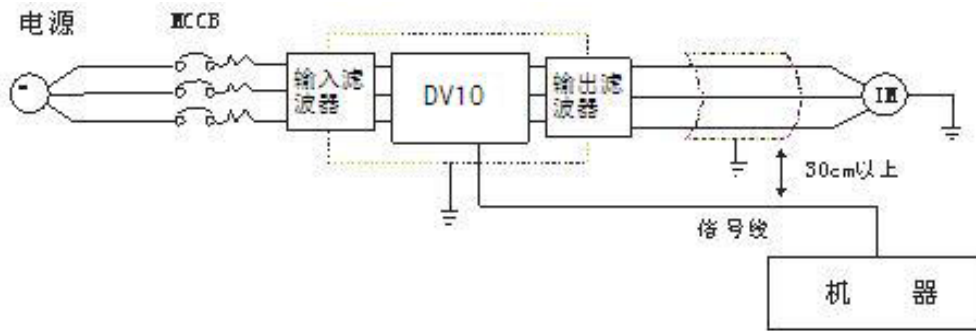 电源
MCCB
输入滤
波器
DV10
输出滤
波器
IM
30cm以上
信号线
机 器